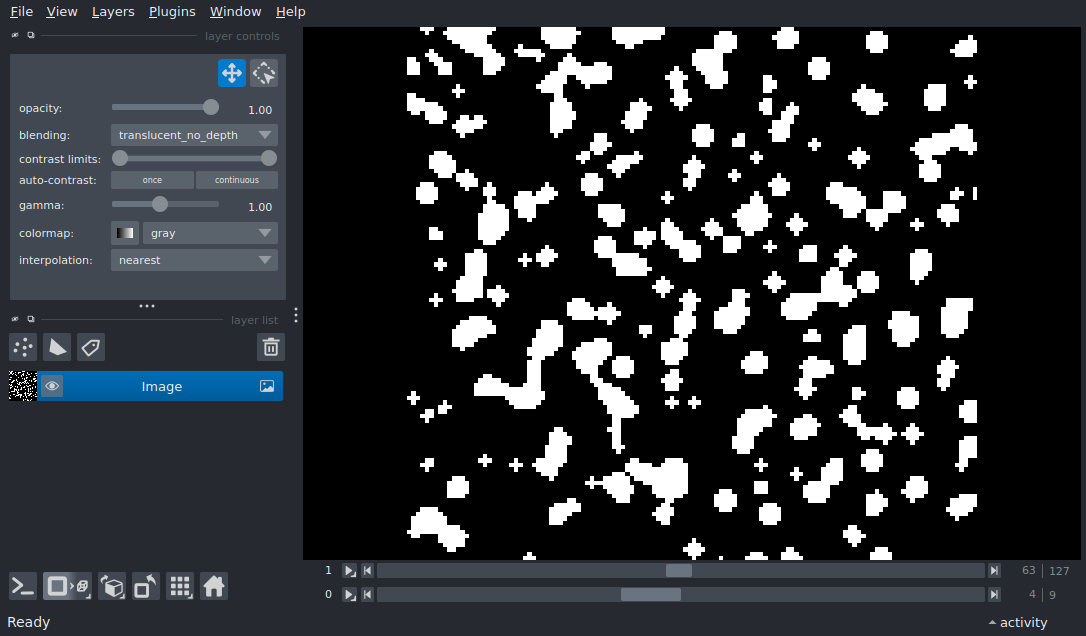 File View Layers Plugins Window Help
layer controls
opacity: 1.00
blending: translucent_no_depth
contrast limits:
auto-contrast: once continuous
gamma: 1.00
colormap: gray
interpolation: nearest
layer list
Image
1 63 127
0 4 9
Ready activity